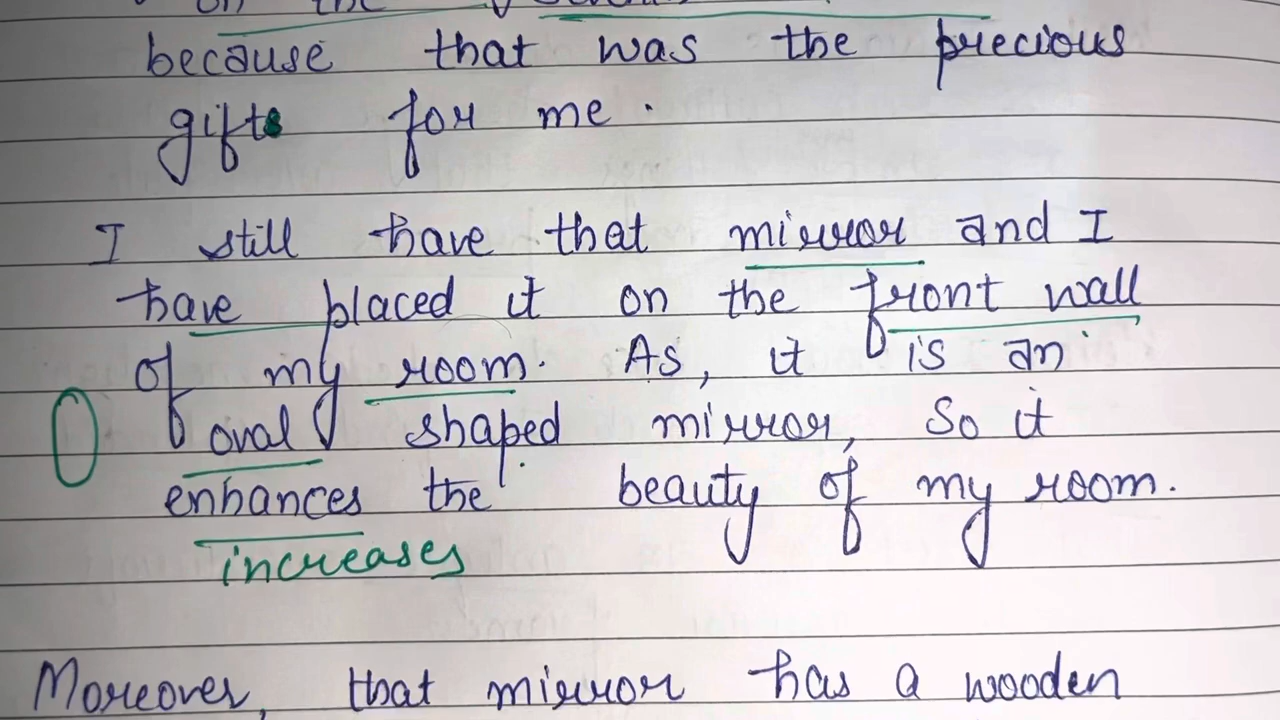 on the
because that was the precious
gifts for me.
I still have that mirror and I
have placed it on the front wall
of my room. As, it is an
oval shaped mirror, So it
enhances the beauty of my room.
increases
Moreover, that mirror has a wooden